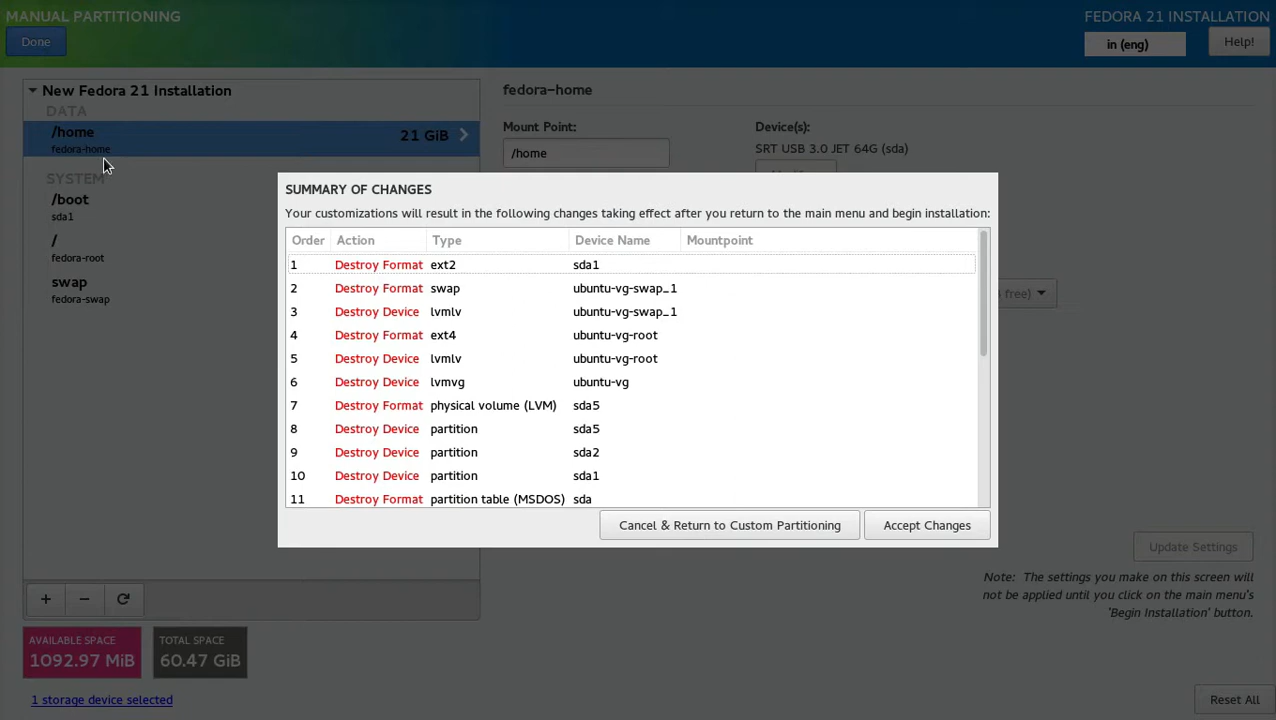 MANUAL PARTITIONING
FEDORA 21 INSTALLATION
Done
in (eng)
Help!
New Fedora 21 Installation
DATA
/home
fedora-home
21 GiB
SYSTEM
/boot
sda1
/
fedora-root
swap
fedora-swap
fedora-home
Mount Point:
/home
Device(s):
SRT USB 3.0 JET 64G (sda)
SUMMARY OF CHANGES
Your customizations will result in the following changes taking effect after you return to the main menu and begin installation:
Order Action Type Device Name Mountpoint
1 Destroy Format ext2 sda1
2 Destroy Format swap ubuntu-vg-swap_1
3 Destroy Device lvmlv ubuntu-vg-swap_1
4 Destroy Format ext4 ubuntu-vg-root
5 Destroy Device lvmlv ubuntu-vg-root
6 Destroy Device lvmvg ubuntu-vg
7 Destroy Format physical volume (LVM) sda5
8 Destroy Device partition sda5
9 Destroy Device partition sda2
10 Destroy Device partition sda1
11 Destroy Format partition table (MSDOS) sda
Cancel & Return to Custom Partitioning
Accept Changes
free)
Update Settings
Note: The settings you make on this screen will
not be applied until you click on the main menu's
'Begin Installation' button.
+ −
AVAILABLE SPACE
1092.97 MiB
TOTAL SPACE
60.47 GiB
1 storage device selected
Reset All